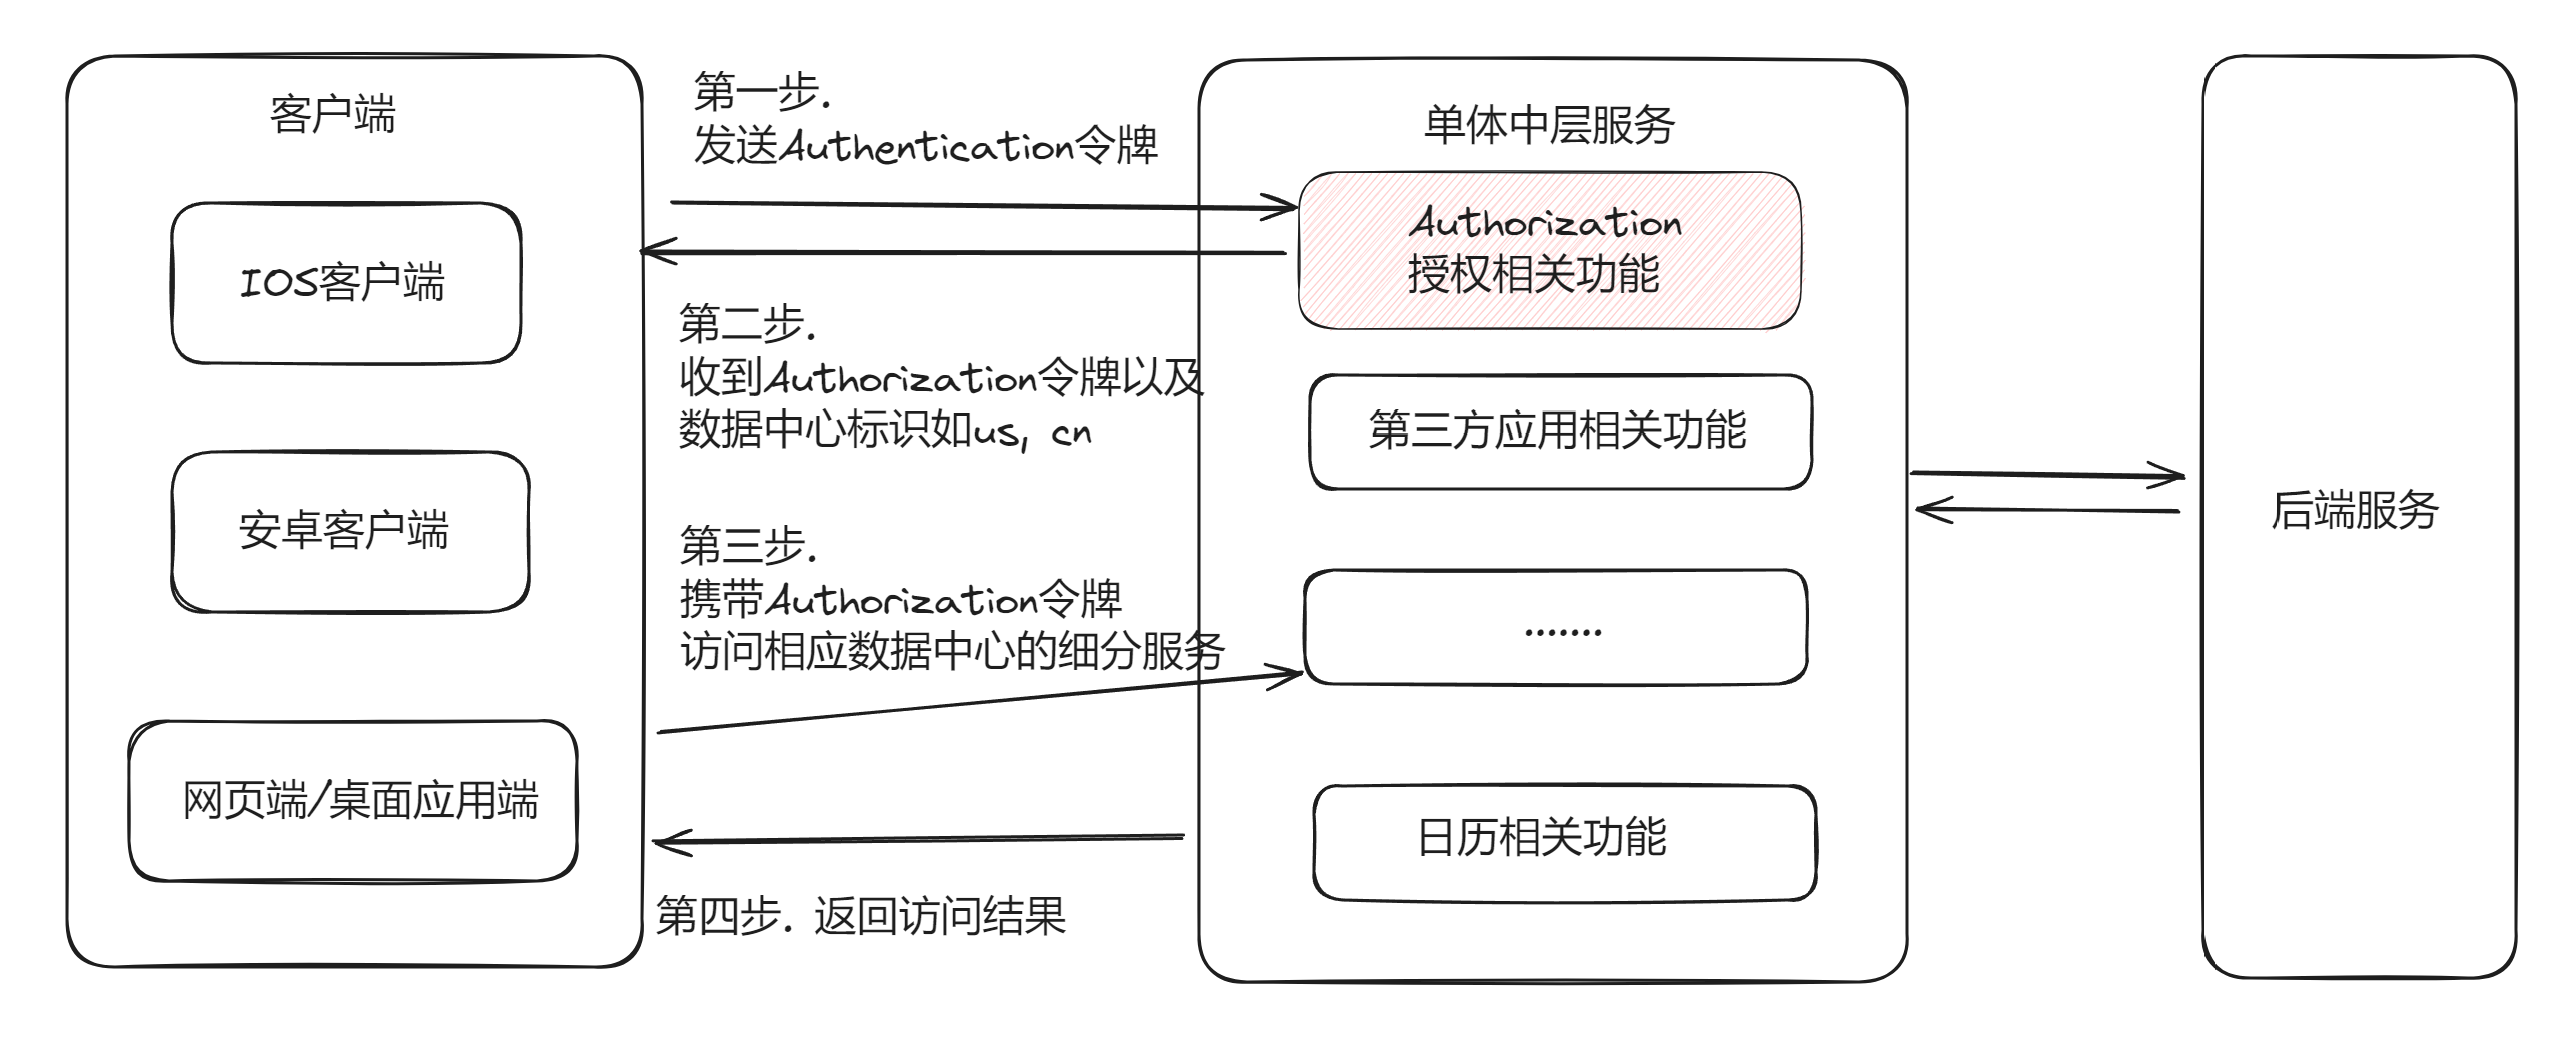 客户端
IOS客户端
安卓客户端
网页端/桌面应用端
第一步.
发送Authentication令牌
第二步.
收到Authorization令牌以及
数据中心标识如us, cn
第三步.
携带Authorization令牌
访问相应数据中心的细分服务
第四步. 返回访问结果
单体中层服务
Authorization
授权相关功能
第三方应用相关功能
.......
日历相关功能
后端服务